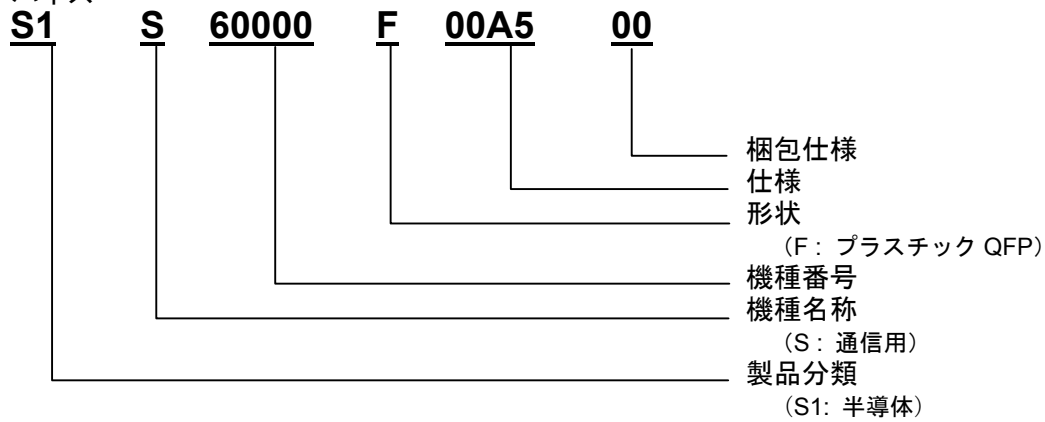 S1 S 60000 F 00A5 00
梱包仕様
仕様
形状
（F : プラスチック QFP）
機種番号
機種名称
（S : 通信用）
製品分類
（S1: 半導体）